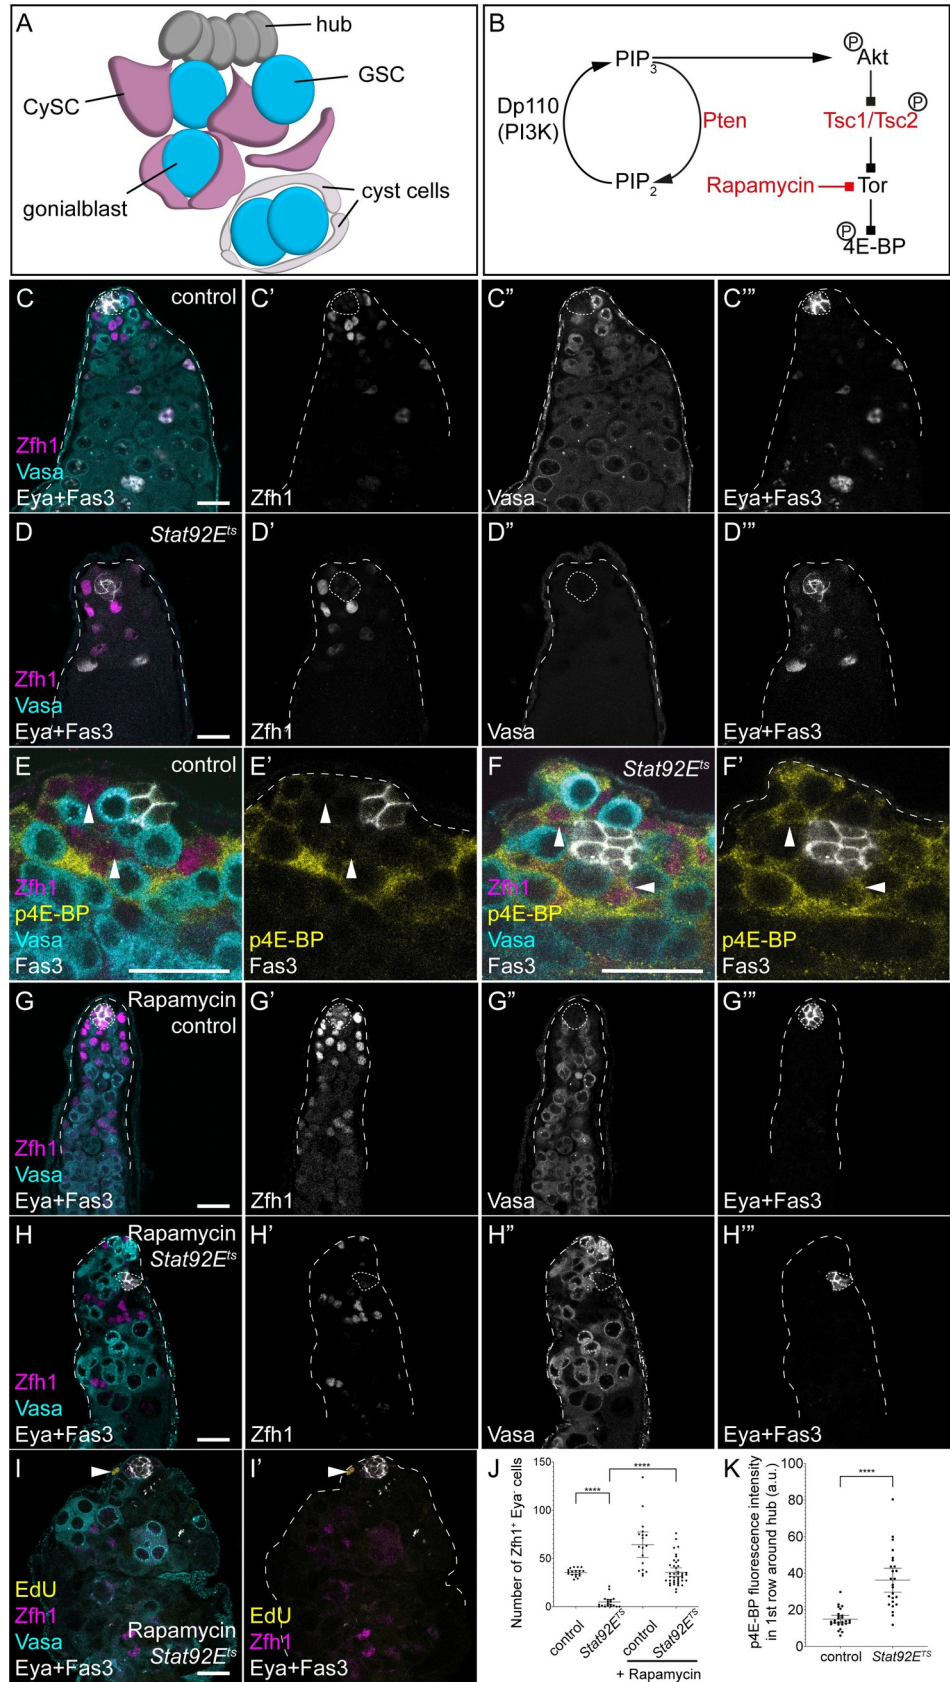 A
hub
GSC
CySC
gonialblast
cyst cells
B
PIP3
P
Akt
Dp110
(PI3K)
Pten
P
Tsc1/Tsc2
PIP2
Rapamycin
Tor
P
4E-BP
C
control
Zfh1
Vasa
Eya+Fas3
C'
Zfh1
C"
Vasa
C'"
Eya+Fas3
D
Stat92Ets
Zfh1
Vasa
Eya+Fas3
D'
Zfh1
D"
Vasa
D'"
Eya+Fas3
E
control
Zfh1
p4E-BP
Vasa
Fas3
E'
p4E-BP
Fas3
F
Stat92Ets
Zfh1
p4E-BP
Vasa
Fas3
F'
p4E-BP
Fas3
G
Rapamycin
control
Zfh1
Vasa
Eya+Fas3
G'
Zfh1
G"
Vasa
G'"
Eya+Fas3
H
Rapamycin
Stat92Ets
Zfh1
Vasa
Eya+Fas3
H'
Zfh1
H"
Vasa
H'"
Eya+Fas3
I
EdU
Zfh1
Vasa
Eya+Fas3
Rapamycin
Stat92Ets
I'
EdU
Zfh1
Eya+Fas3
J
Number of Zfh1+ Eya- cells
150
100
50
0
****
****
control
Stat92ETS
control
Stat92ETS
+ Rapamycin
K
p4E-BP fluorescence intensity
in 1st row around hub (a.u.)
100
80
60
40
20
0
****
control
Stat92ETS